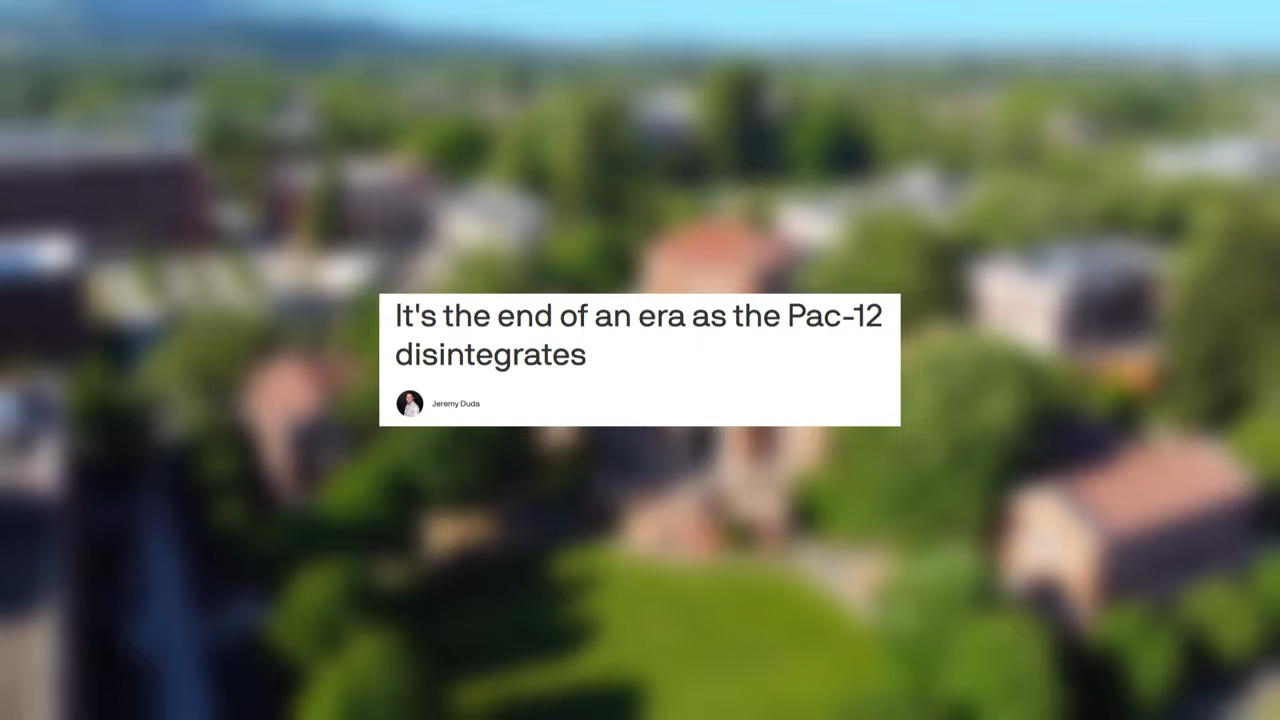 It's the end of an era as the Pac-12
disintegrates
Jeremy Duda